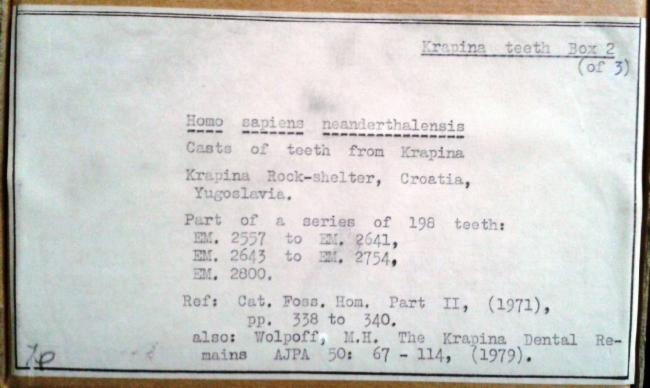 Krapina teeth Box 2
(of 3)
Homo sapiens neanderthalensis
Casts of teeth from Krapina
Krapina Rock-shelter, Croatia,
Yugoslavia.
Part of a series of 198 teeth:
EM. 2557 to EM. 2641,
EM. 2643 to EM. 2754,
EM. 2800.
Ref: Cat. Foss. Hom. Part II, (1971),
pp. 338 to 340.
also: Wolpoff, M.H. The Krapina Dental Re-
mains AJPA 50: 67 - 114, (1979).